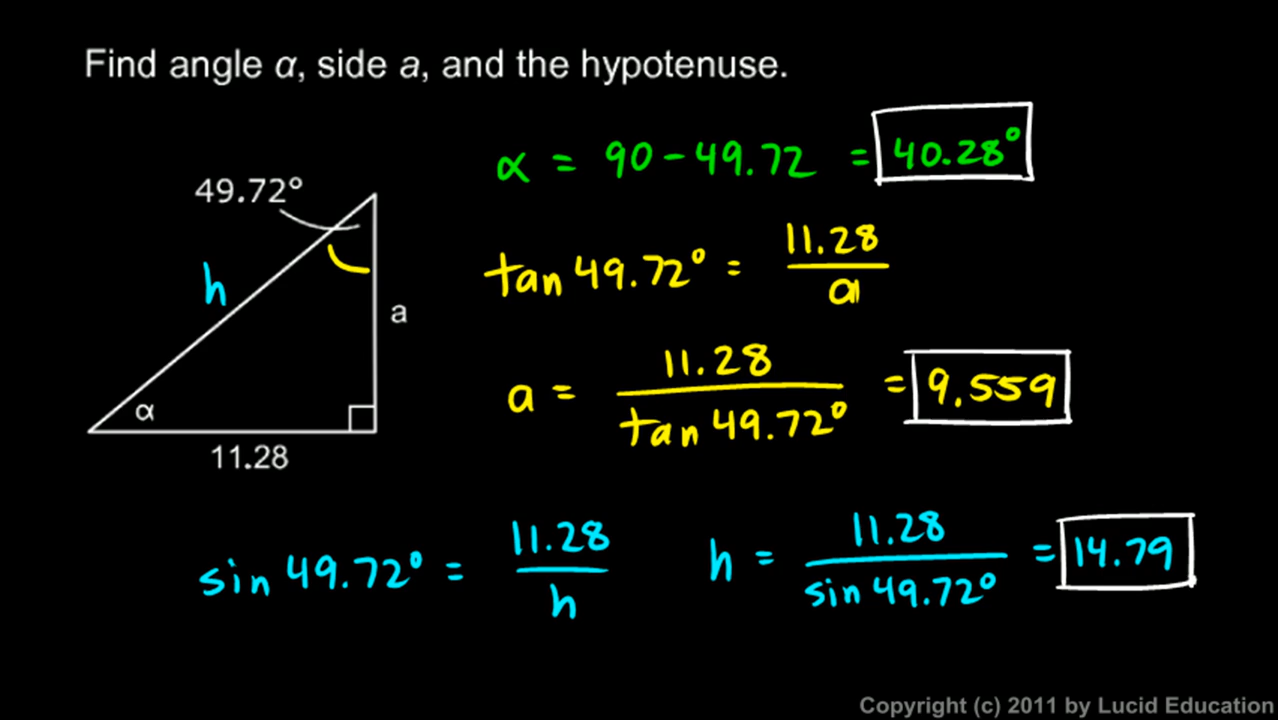 Find angle α, side a, and the hypotenuse.
α = 90 - 49.72 = 40.28°
49.72°
h
a
α
11.28
tan 49.72° = 11.28 / a
a = 11.28 / tan 49.72° = 9.559
sin 49.72° = 11.28 / h
h = 11.28 / sin 49.72° = 14.79
Copyright (c) 2011 by Lucid Education